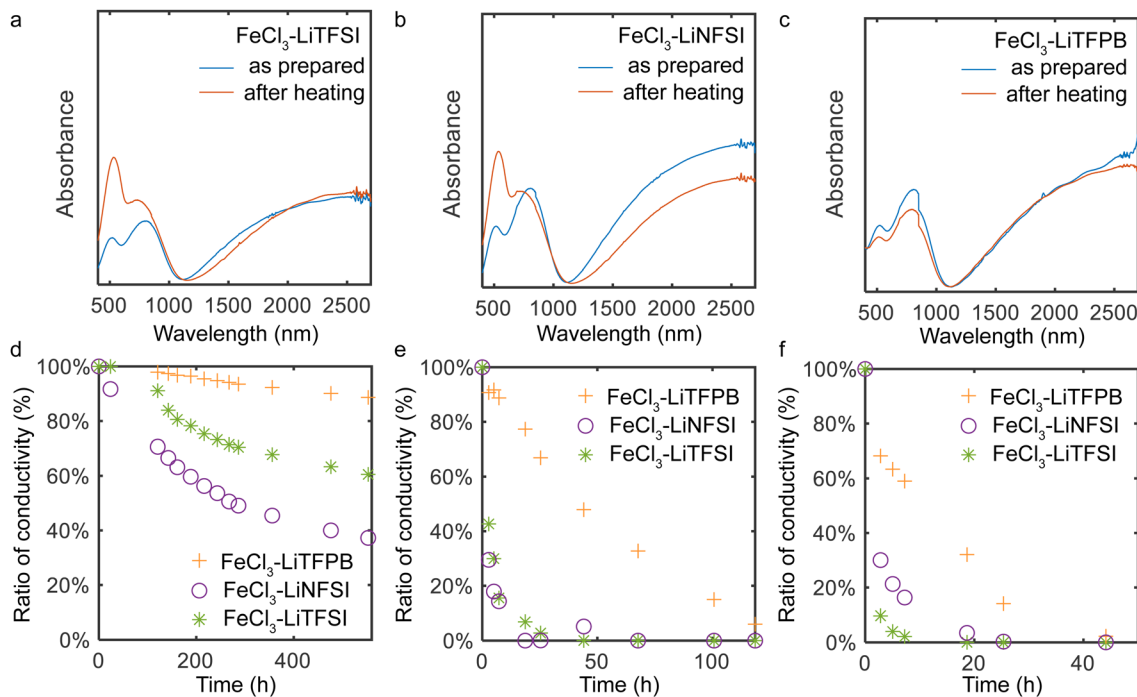 a
FeCl3-LiTFSI
as prepared
after heating
Absorbance
500 1000 1500 2000 2500
Wavelength (nm)
b
FeCl3-LiNFSI
as prepared
after heating
Absorbance
500 1000 1500 2000 2500
Wavelength (nm)
c
FeCl3-LiTFPB
as prepared
after heating
Absorbance
500 1000 1500 2000 2500
Wavelength (nm)
d
100%
80%
60%
40%
20%
0%
Ratio of conductivity (%)
FeCl3-LiTFPB
FeCl3-LiNFSI
FeCl3-LiTFSI
0 200 400
Time (h)
e
100%
80%
60%
40%
20%
0%
Ratio of conductivity (%)
FeCl3-LiTFPB
FeCl3-LiNFSI
FeCl3-LiTFSI
0 50 100
Time (h)
f
100%
80%
60%
40%
20%
0%
Ratio of conductivity (%)
FeCl3-LiTFPB
FeCl3-LiNFSI
FeCl3-LiTFSI
0 20 40
Time (h)